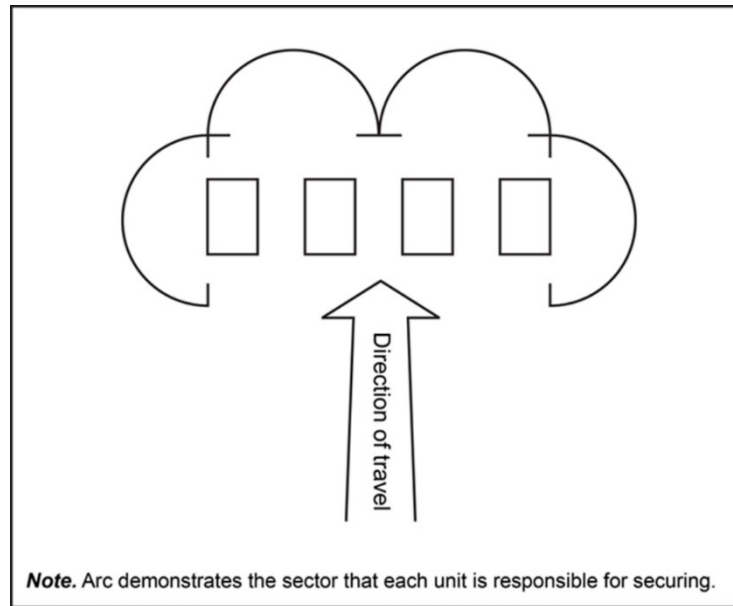 Direction of travel
Note. Arc demonstrates the sector that each unit is responsible for securing.